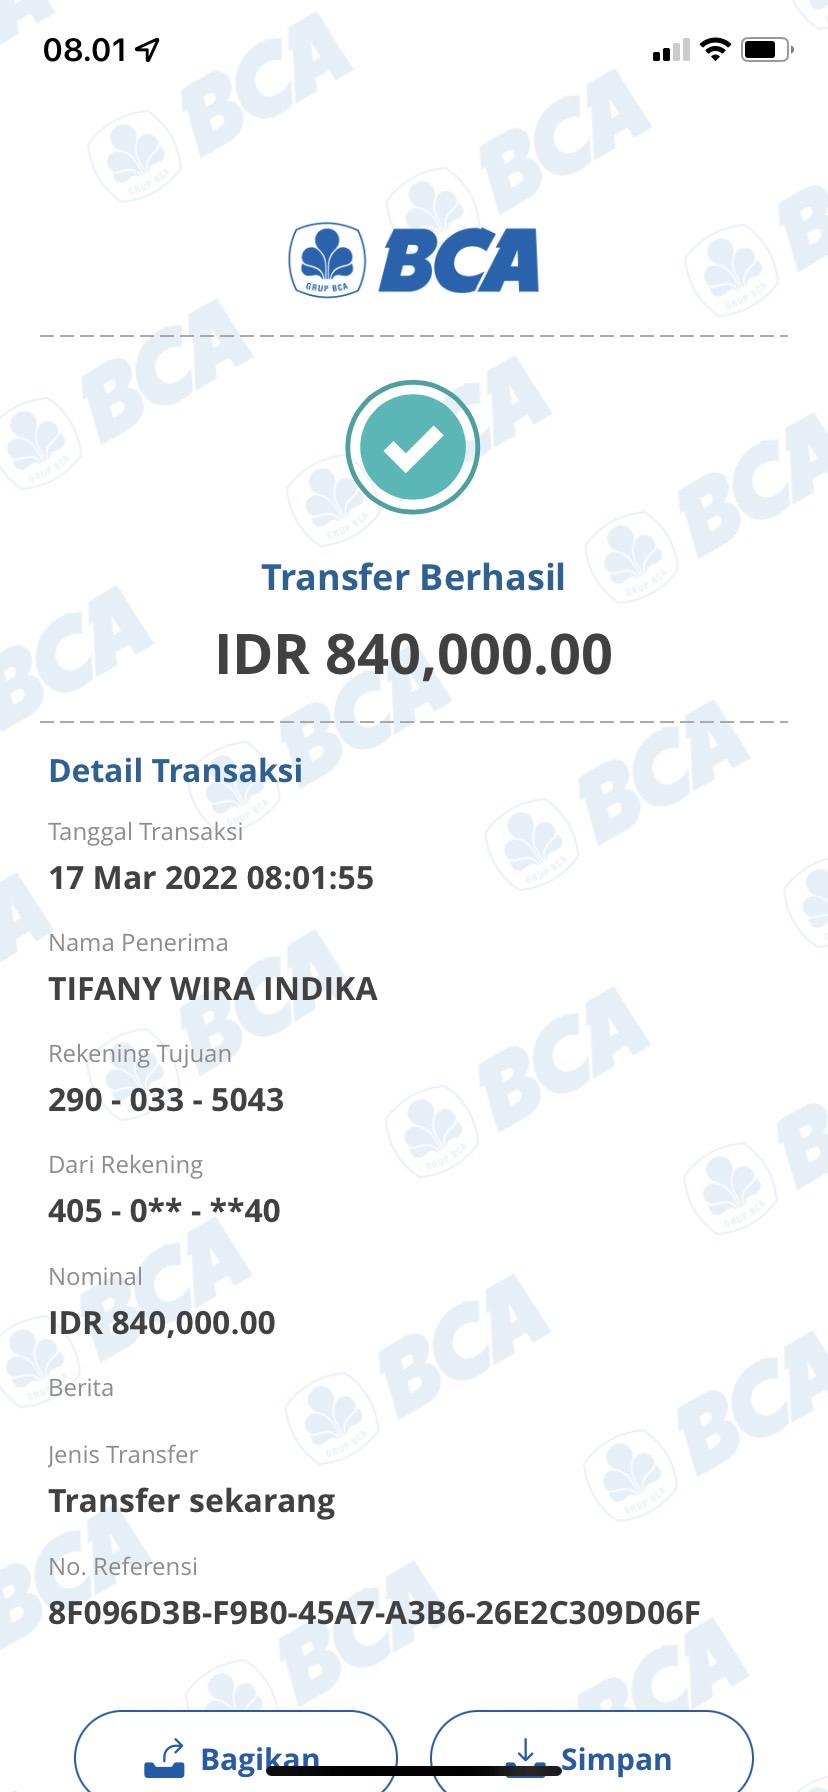 08.01
GRUP BCA
BCA
Transfer Berhasil
IDR 840,000.00
Detail Transaksi
Tanggal Transaksi
17 Mar 2022 08:01:55
Nama Penerima
TIFANY WIRA INDIKA
Rekening Tujuan
290 - 033 - 5043
Dari Rekening
405 - 0** - **40
Nominal
IDR 840,000.00
Berita
Jenis Transfer
Transfer sekarang
No. Referensi
8F096D3B-F9B0-45A7-A3B6-26E2C309D06F
Bagikan
Simpan